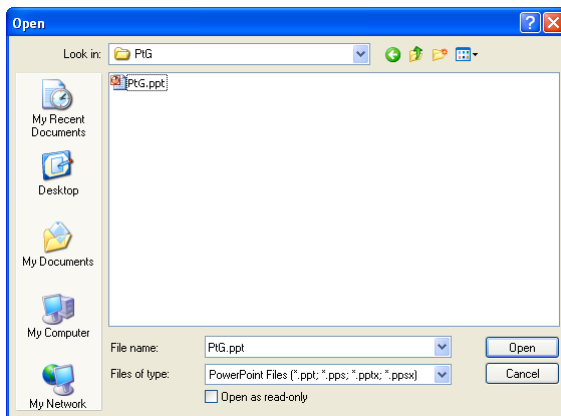 Open
Look in: PtG
PtG.ppt
My Recent
Documents
Desktop
My Documents
My Computer
My Network
File name: PtG.ppt Open
Files of type: PowerPoint Files (*.ppt; *.pps; *.pptx; *.ppsx) Cancel
Open as read-only